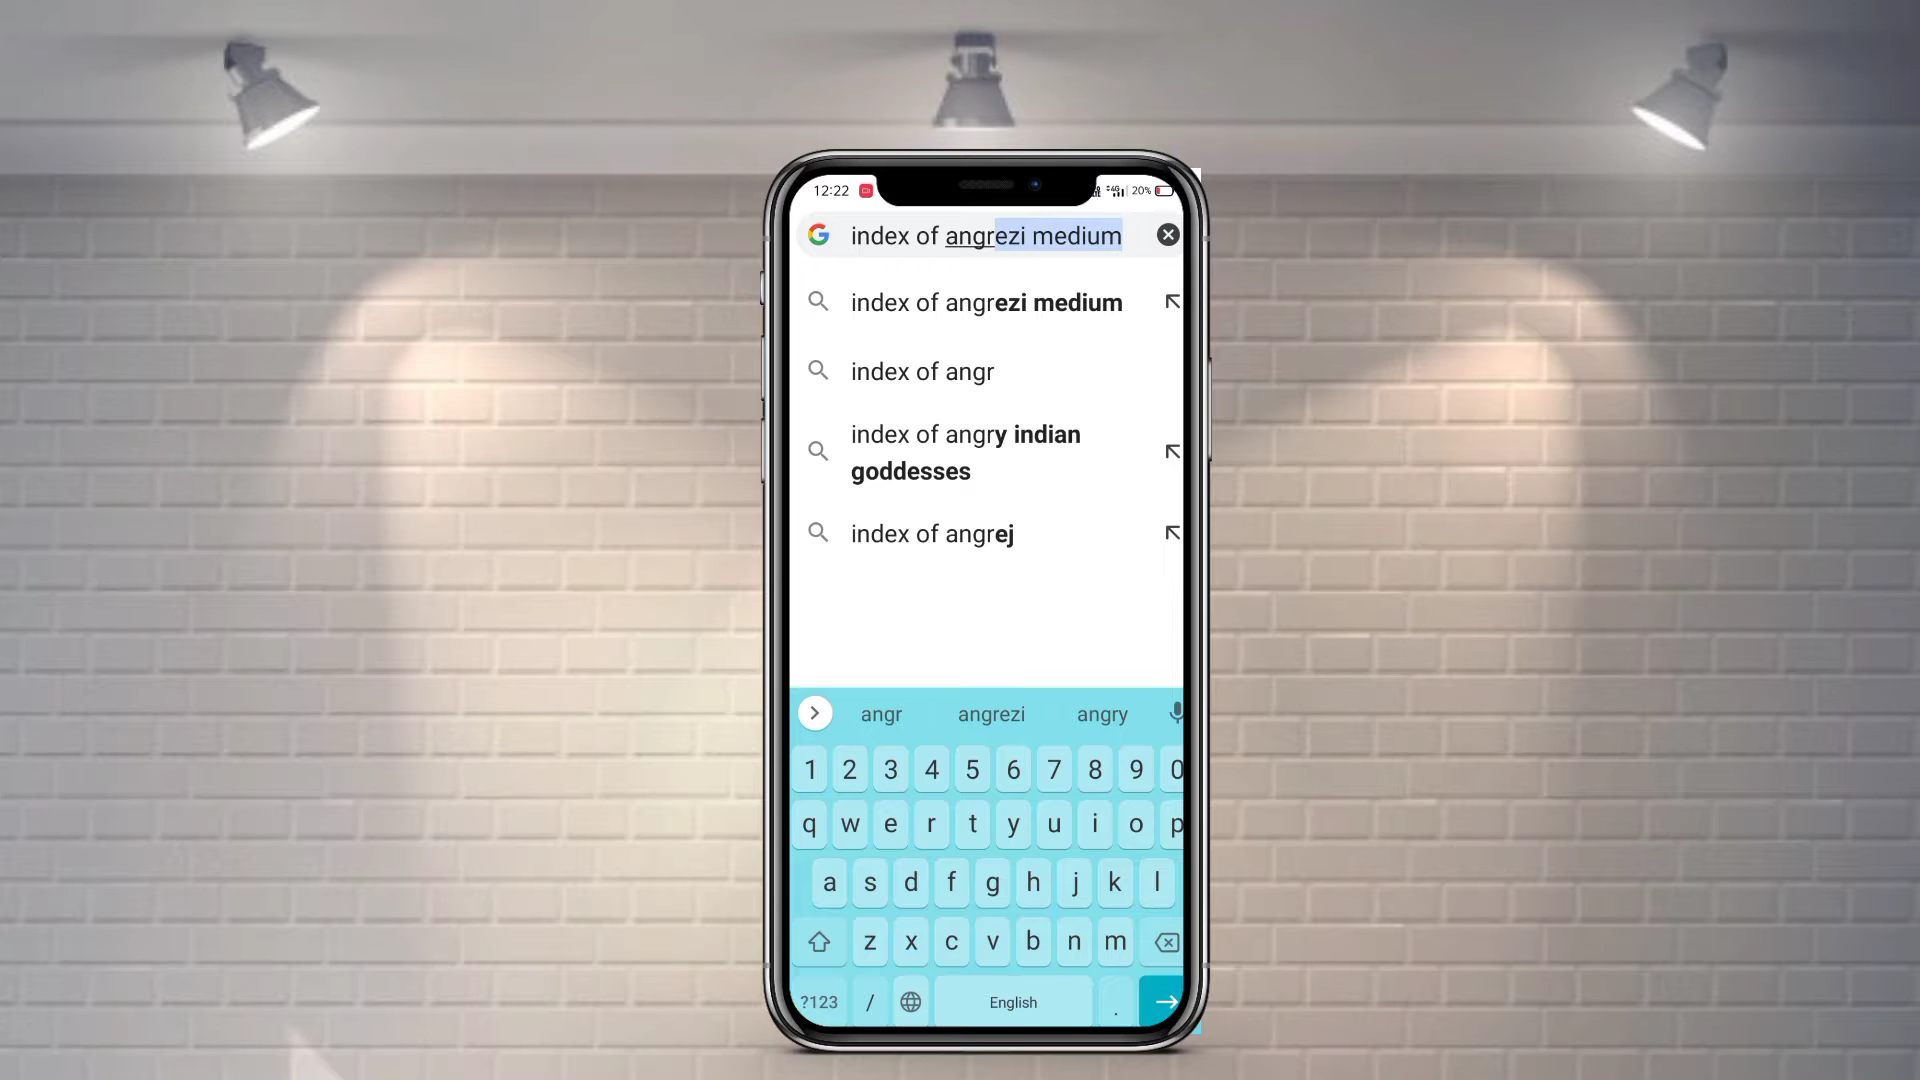 12:22 4G 20%
index of angrezi medium
index of angrezi medium
index of angr
index of angry indian
goddesses
index of angrej
angr angrezi angry
1 2 3 4 5 6 7 8 9 0
q w e r t y u i o p
a s d f g h j k l
z x c v b n m
?123 / English .